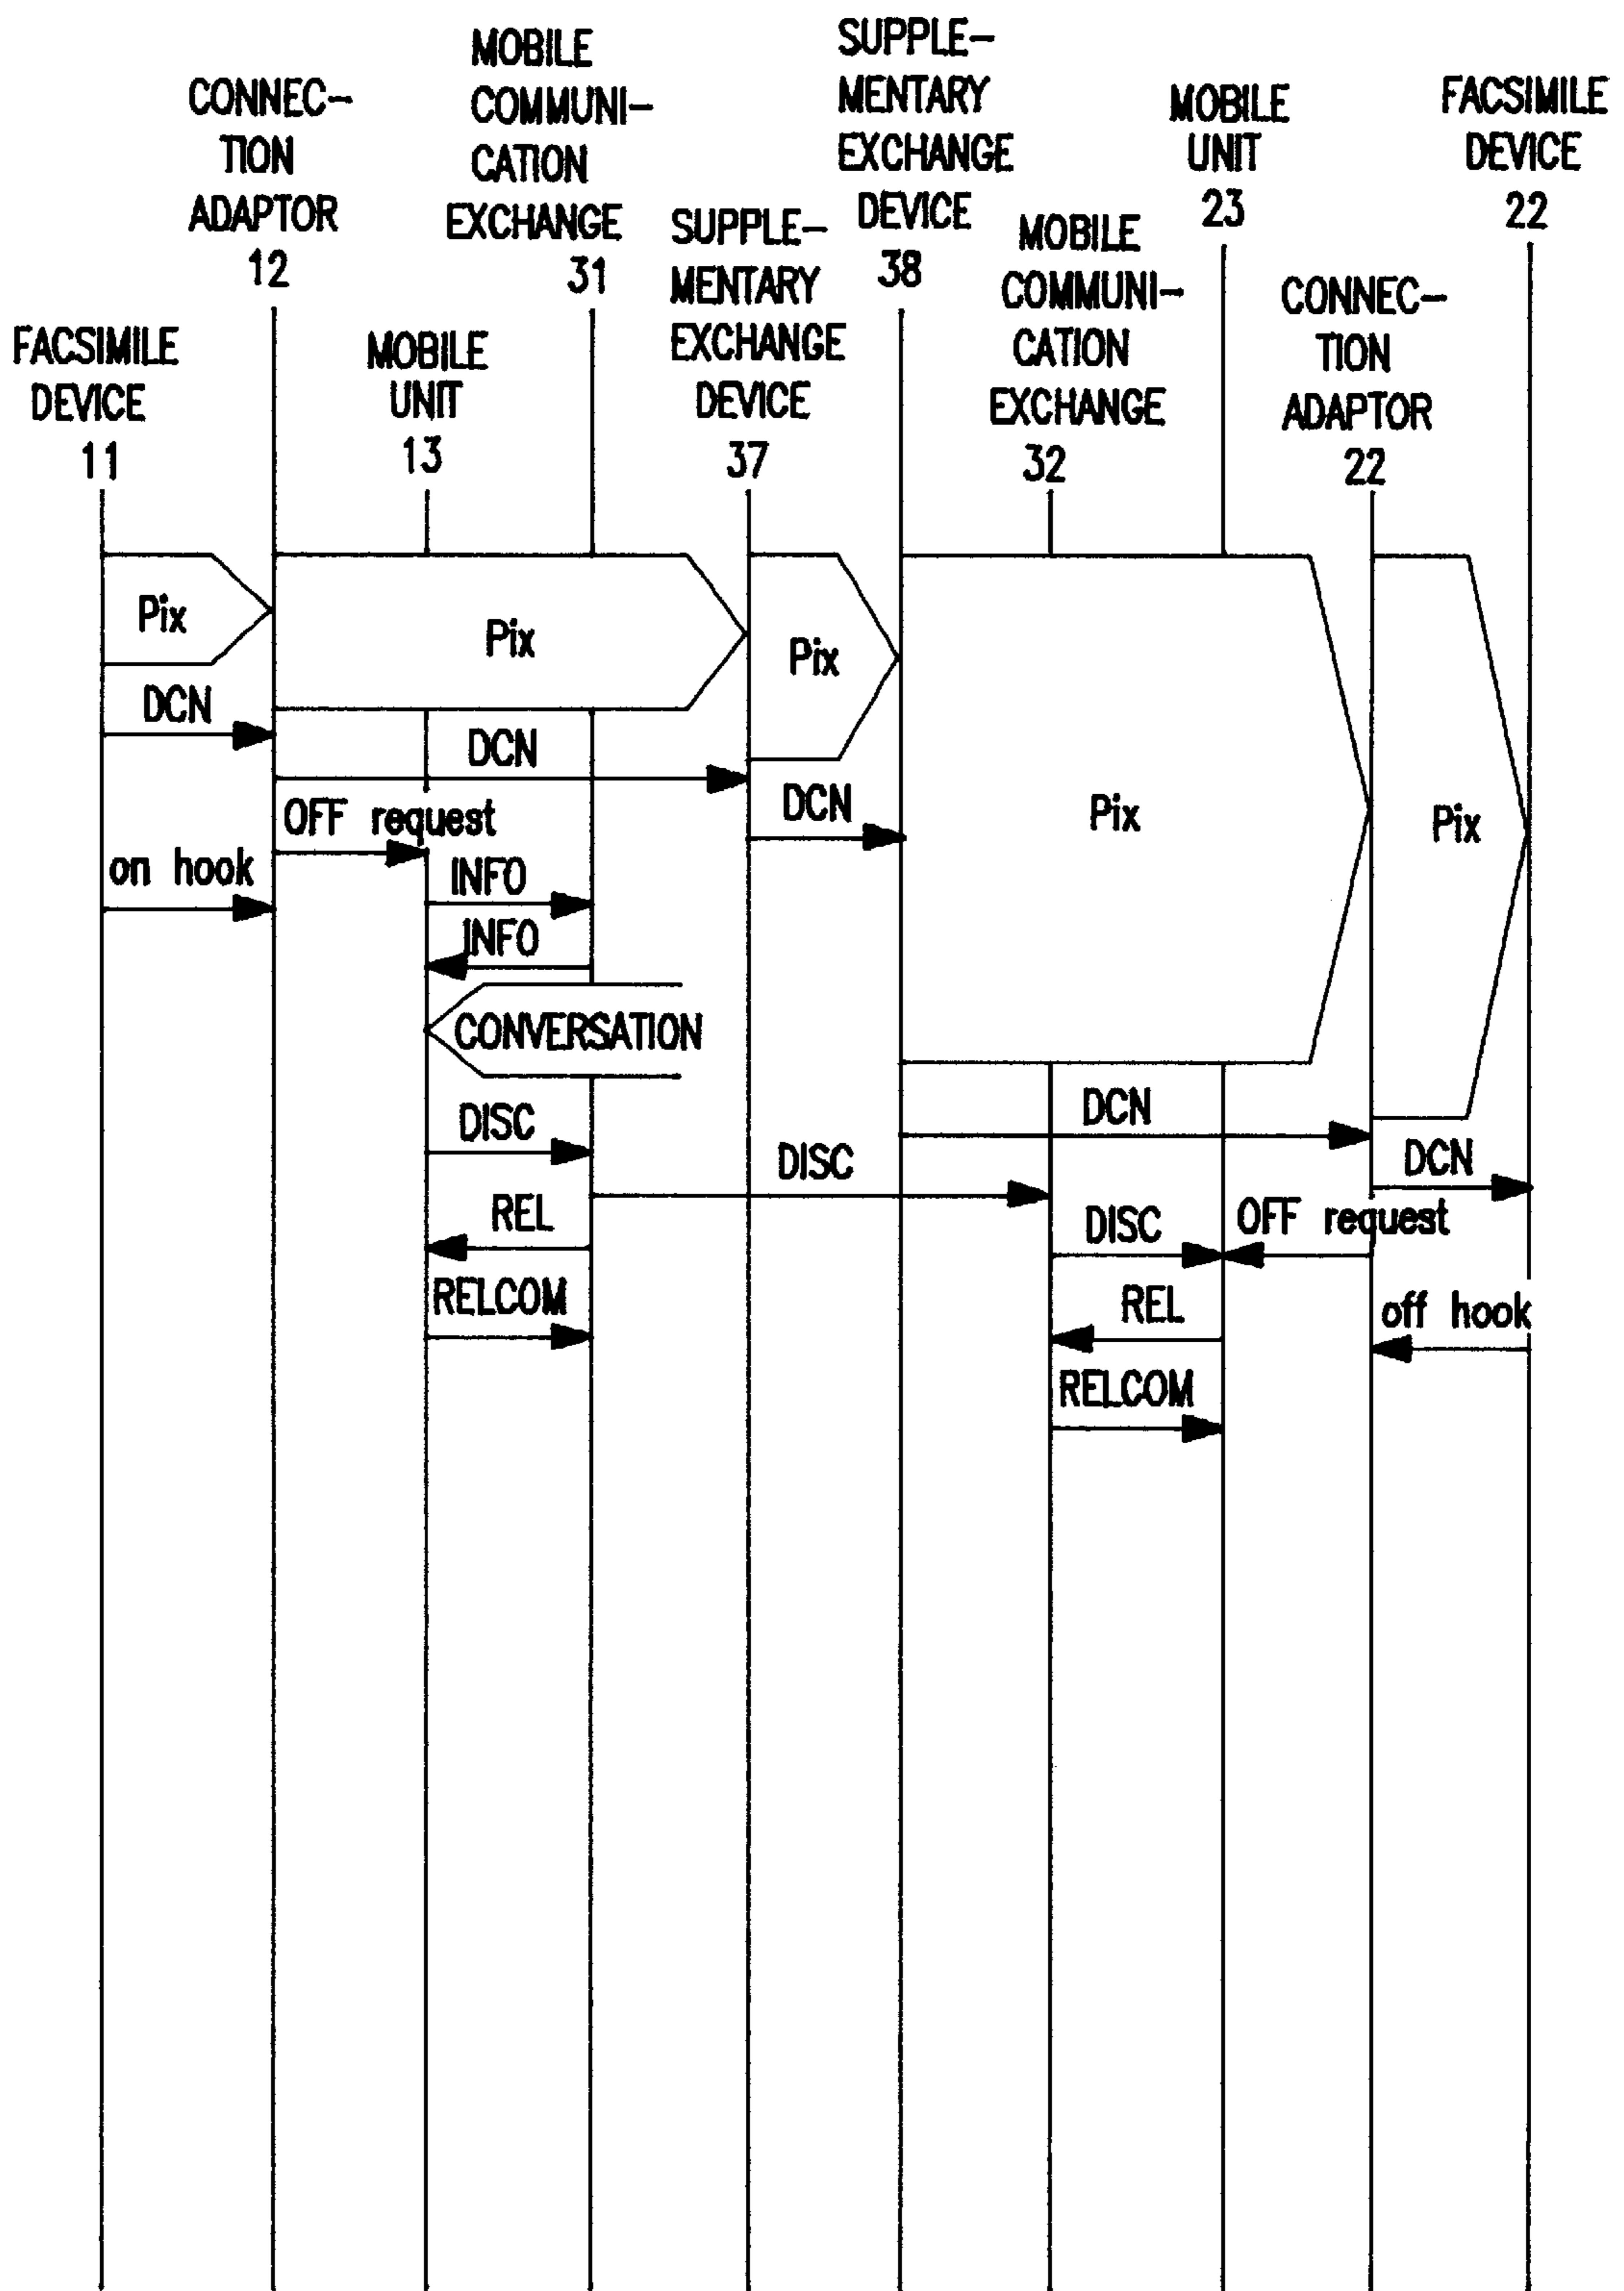 FACSIMILE
DEVICE
11
CONNEC-
TION
ADAPTOR
12
MOBILE
UNIT
13
MOBILE
COMMUNI-
CATION
EXCHANGE
31
SUPPLE-
MENTARY
EXCHANGE
DEVICE
37
SUPPLE-
MENTARY
EXCHANGE
DEVICE
38
MOBILE
COMMUNI-
CATION
EXCHANGE
32
MOBILE
UNIT
23
CONNEC-
TION
ADAPTOR
22
FACSIMILE
DEVICE
22
Pix
Pix
Pix
Pix
Pix
DCN
DCN
DCN
OFF request
on hook
INFO
INFO
CONVERSATION
DISC
DCN
DISC
DCN
REL
DISC
OFF request
RELCOM
REL
off hook
RELCOM